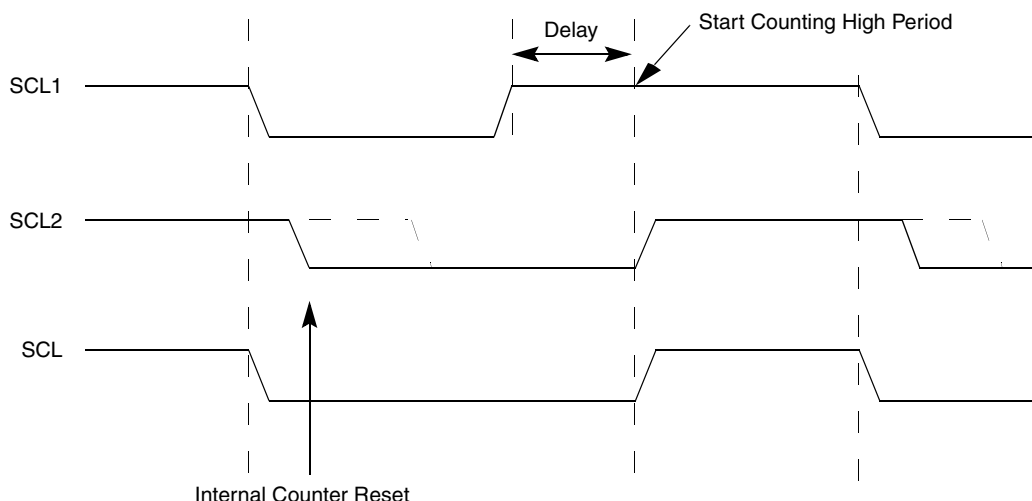 Delay
Start Counting High Period
SCL1
SCL2
SCL
Internal Counter Reset